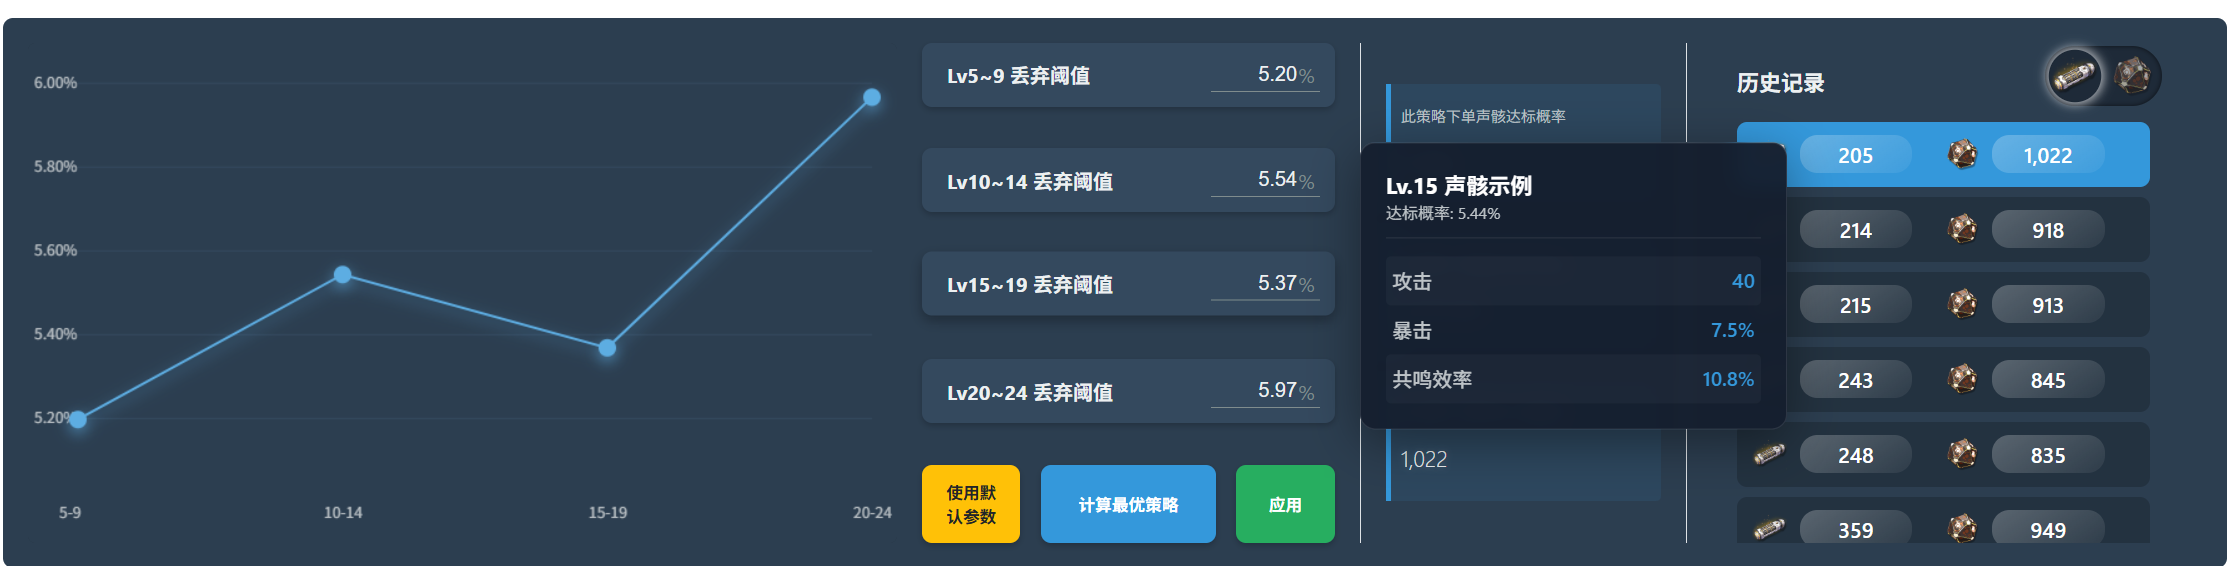 6.00%
5.80%
5.60%
5.40%
5.20%
5-9
10-14
15-19
20-24
Lv5~9 丢弃阈值
5.20%
Lv10~14 丢弃阈值
5.54%
Lv15~19 丢弃阈值
5.37%
Lv20~24 丢弃阈值
5.97%
使用默
认参数
计算最优策略
应用
此策略下单声骸达标概率
Lv.15 声骸示例
达标概率: 5.44%
攻击
40
暴击
7.5%
共鸣效率
10.8%
1,022
历史记录
205
1,022
214
918
215
913
243
845
248
835
359
949